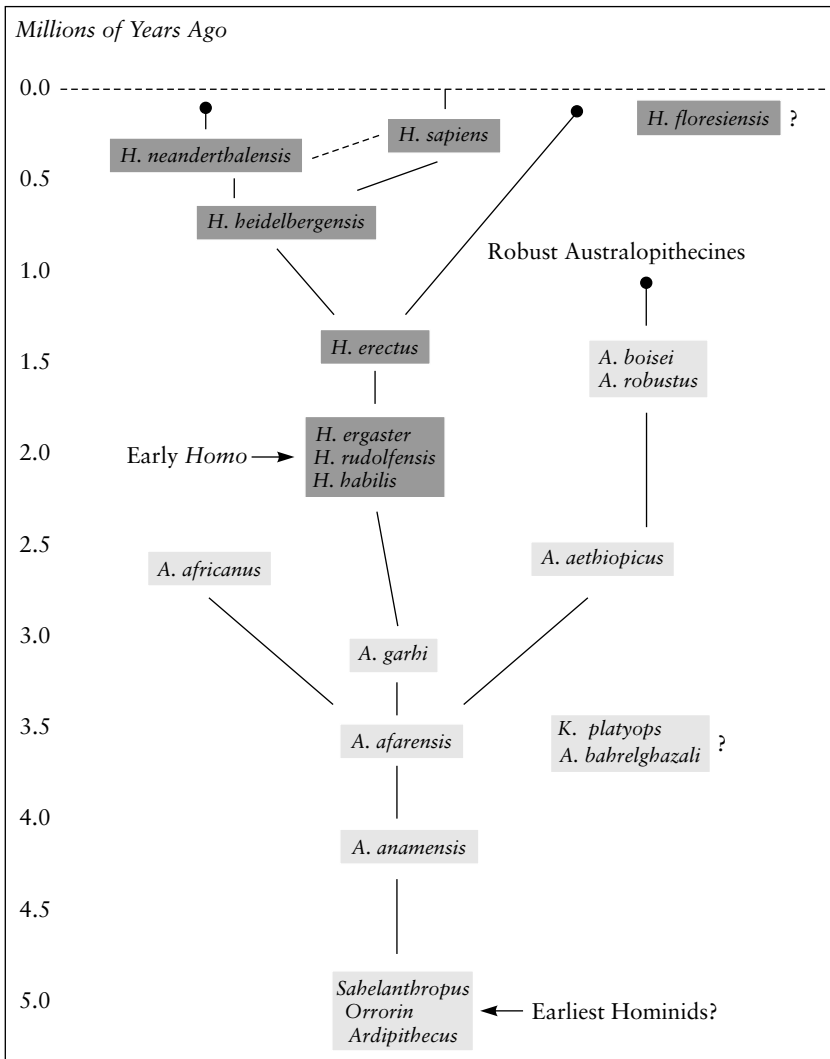 Millions of Years Ago
0.0
H. floresiensis ?
H. sapiens
H. neanderthalensis
0.5
H. heidelbergensis
Robust Australopithecines
1.0
H. erectus
A. boisei
A. robustus
1.5
H. ergaster
Early Homo
H. rudolfensis
H. habilis
2.0
2.5
A. africanus
A. aethiopicus
3.0
A. garhi
3.5
A. afarensis
K. platyops
A. bahrelghazali
?
4.0
A. anamensis
4.5
5.0
Sahelanthropus
Orrorin
Ardipithecus
Earliest Hominids?